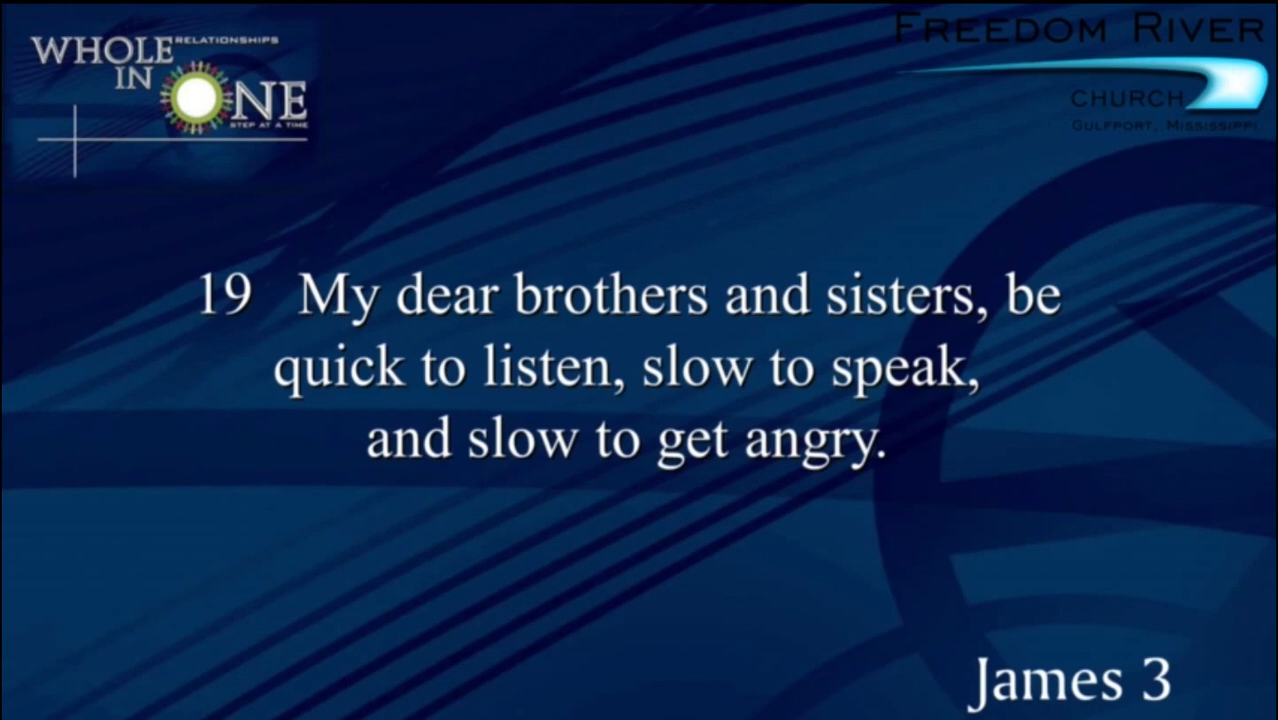 WHOLE RELATIONSHIPS
IN ONE
STEP AT A TIME
FREEDOM RIVER
CHURCH
GULFPORT, MISSISSIPPI
19 My dear brothers and sisters, be
quick to listen, slow to speak,
and slow to get angry.
James 3